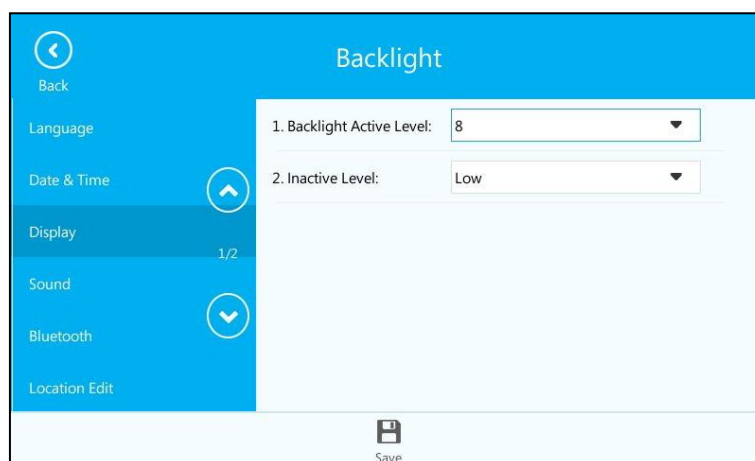 Backlight
Back
Language
Date & Time
Display
1/2
Sound
Bluetooth
Location Edit
1. Backlight Active Level: 8
2. Inactive Level: Low
Save